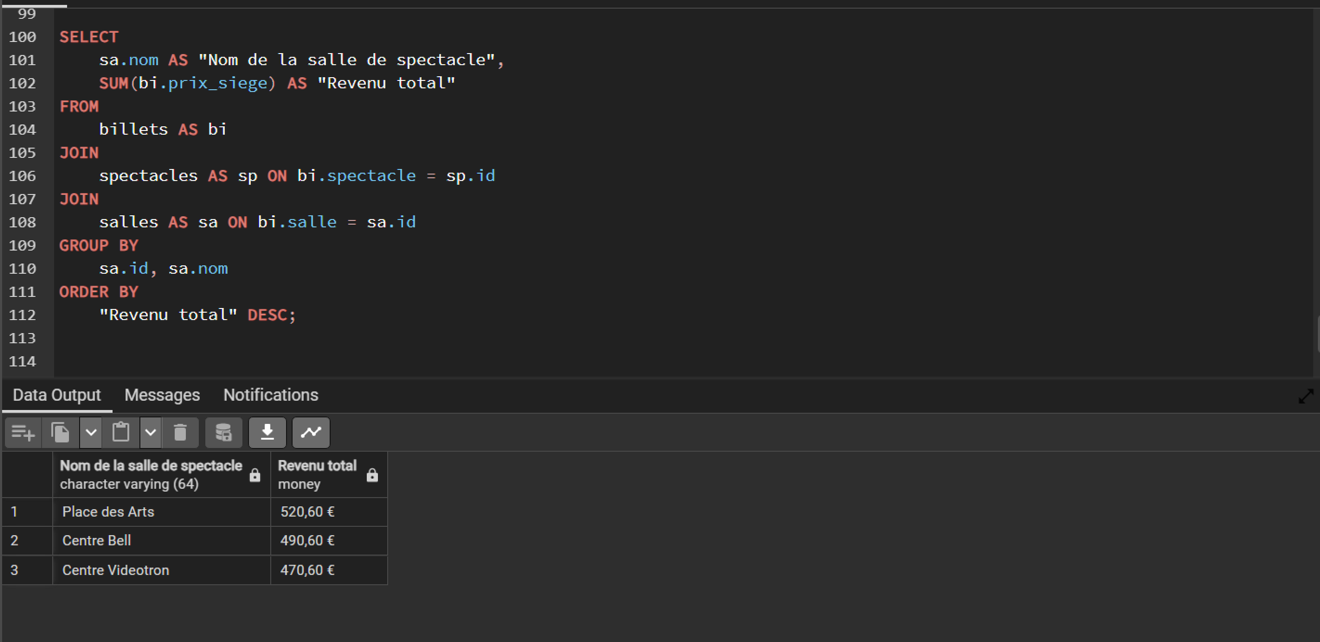 99
100 SELECT
101 sa.nom AS "Nom de la salle de spectacle",
102 SUM(bi.prix_siege) AS "Revenu total"
103 FROM
104 billets AS bi
105 JOIN
106 spectacles AS sp ON bi.spectacle = sp.id
107 JOIN
108 salles AS sa ON bi.salle = sa.id
109 GROUP BY
110 sa.id, sa.nom
111 ORDER BY
112 "Revenu total" DESC;
113
114
Data Output Messages Notifications
Nom de la salle de spectacle Revenu total
character varying (64) money
1 Place des Arts 520,60 €
2 Centre Bell 490,60 €
3 Centre Videotron 470,60 €